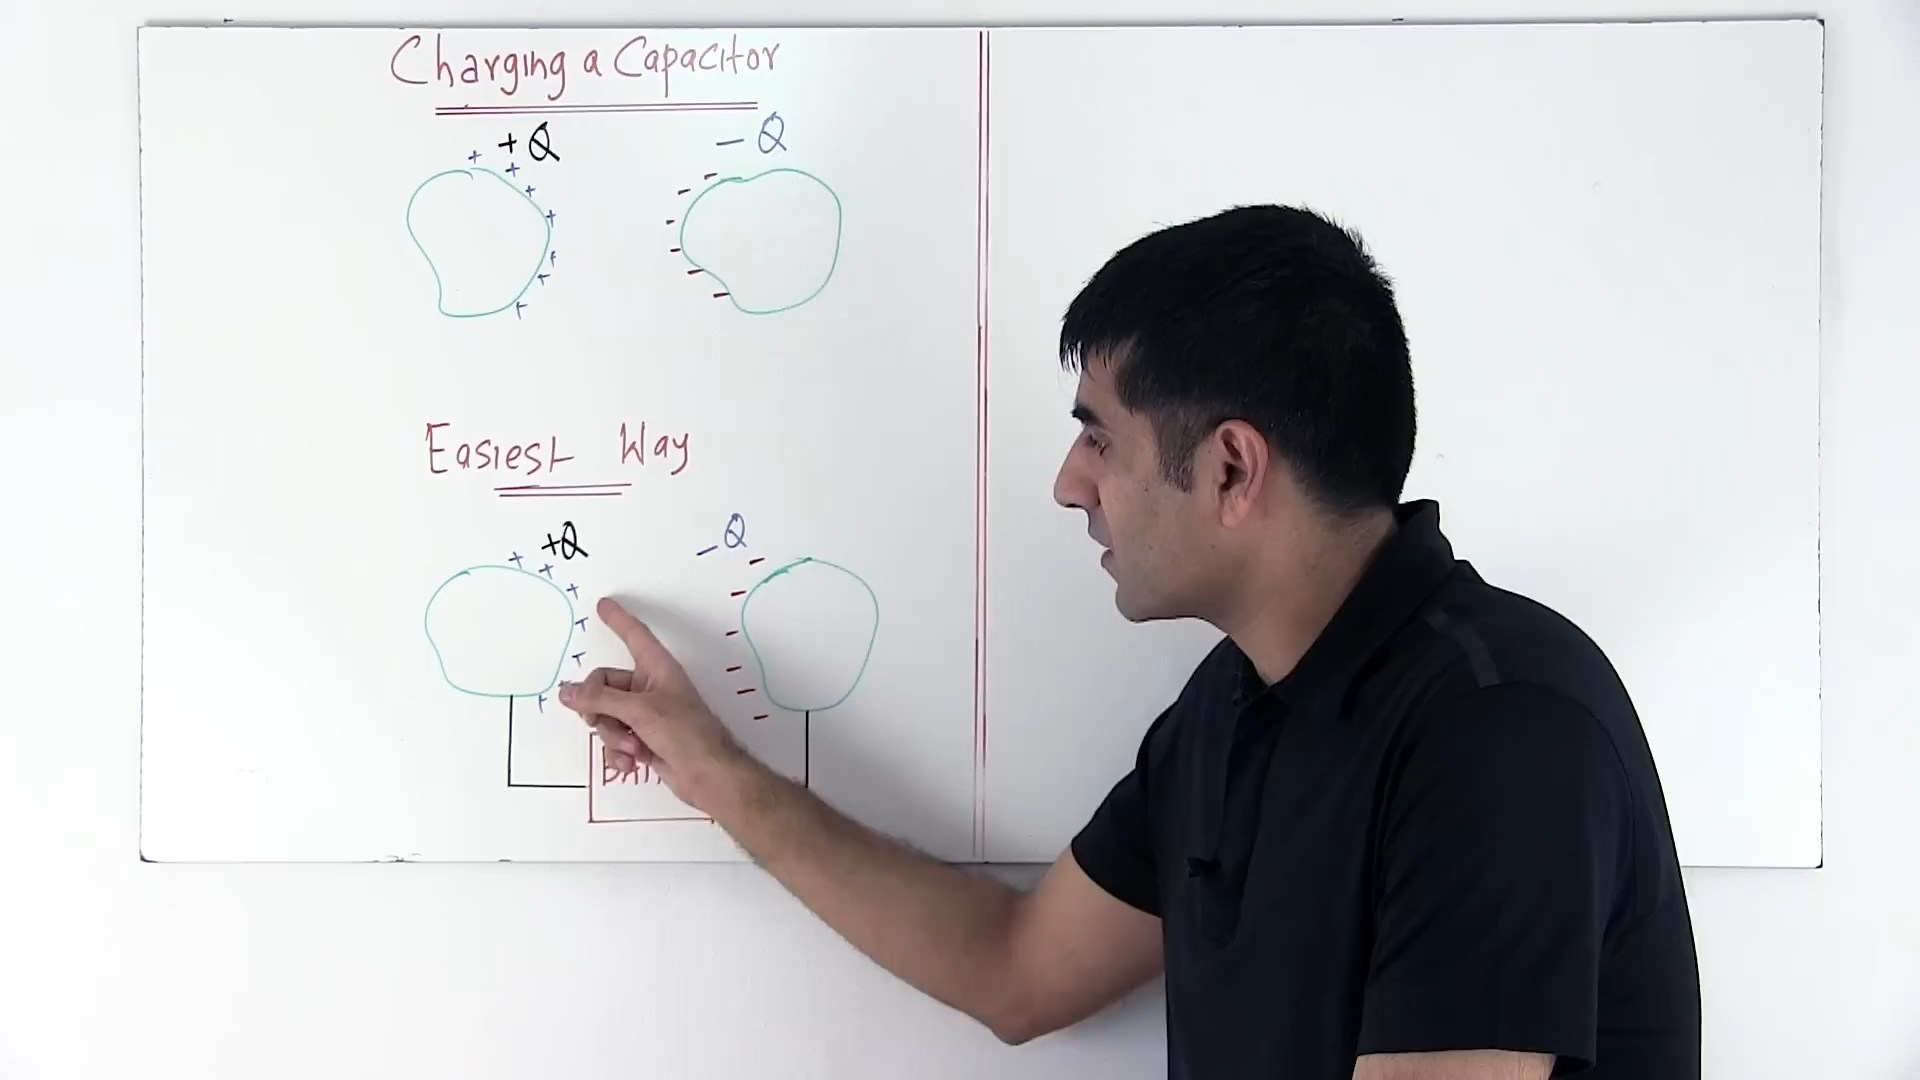 Charging a Capacitor
+Q
– Q
Easiest Way
+Q
– Q